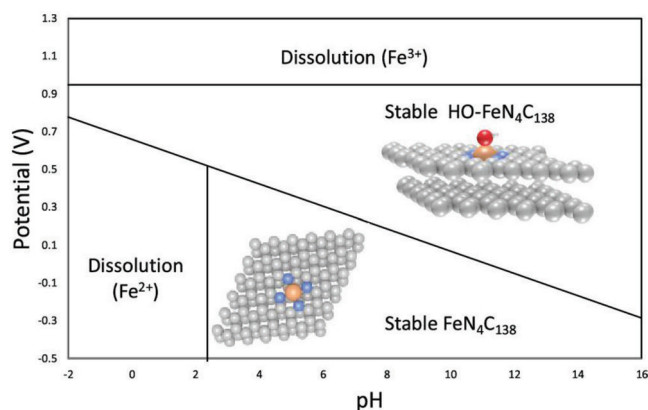 1.3
1.1
0.9
0.7
0.5
0.3
0.1
-0.1
-0.3
-0.5
Potential (V)
Dissolution (Fe³⁺)
Stable HO-FeN₄C₁₃₈
Dissolution
(Fe²⁺)
Stable FeN₄C₁₃₈
-2 0 2 4 6 8 10 12 14 16
pH